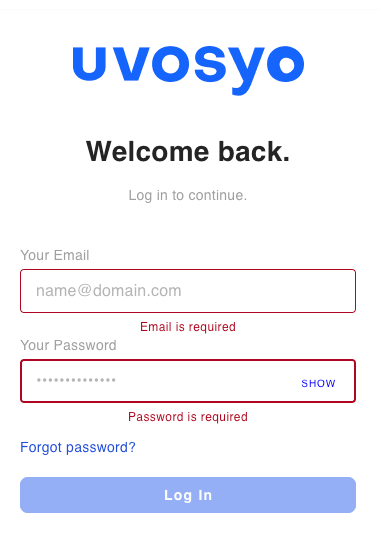 uvosyo
Welcome back.
Log in to continue.
Your Email
name@domain.com
Email is required
Your Password
••••••••••••••
SHOW
Password is required
Forgot password?
Log In